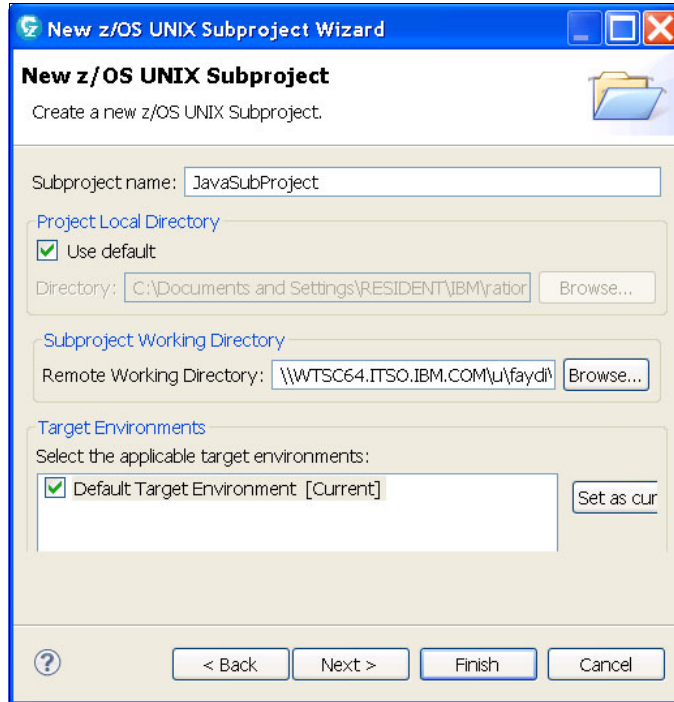 New z/OS UNIX Subproject Wizard
New z/OS UNIX Subproject
Create a new z/OS UNIX Subproject.
Subproject name: JavaSubProject
Project Local Directory
Use default
Directory: C:\Documents and Settings\RESIDENT\IBM\ration Browse...
Subproject Working Directory
Remote Working Directory: \\WTSC64.ITSO.IBM.COM\u\faydi\ Browse...
Target Environments
Select the applicable target environments:
Default Target Environment [Current]
Set as cur
? < Back Next > Finish Cancel